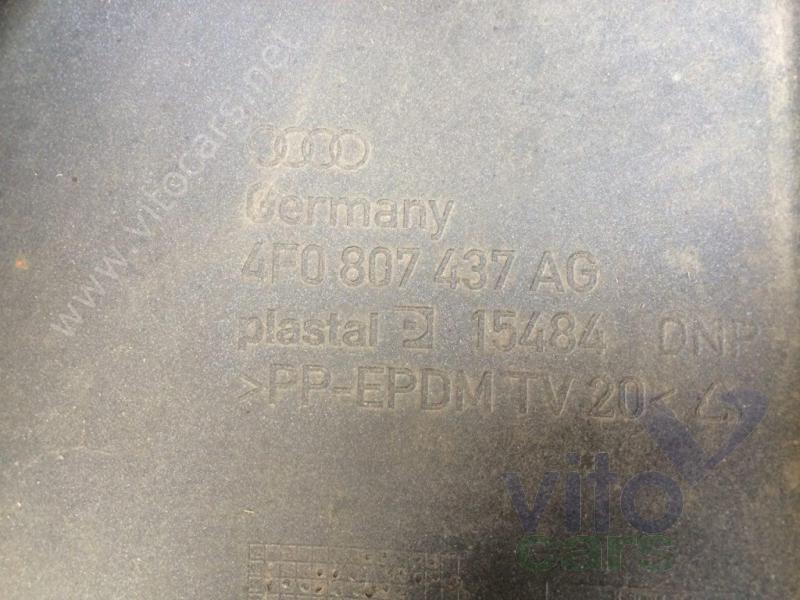 Germany
4F0 807 437 AG
plastal 15484 DNP
>PP-EPDM TV 20<
www.vitocars.net
vito
cars